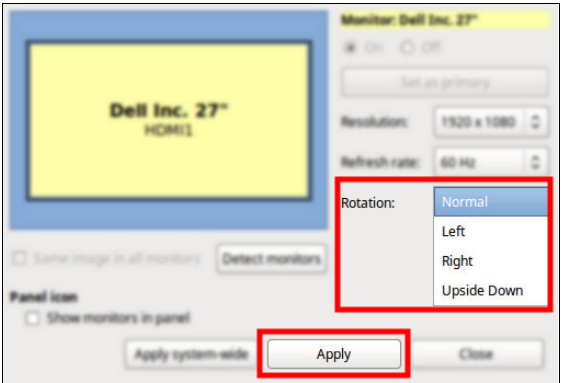 Monitor: Dell Inc. 27"
On Off
Set as primary
Dell Inc. 27"
HDMI1
Resolution: 1920 x 1080
Refresh rate: 60 Hz
Rotation: Normal
Left
Right
Upside Down
Same image in all monitors Detect monitors
Panel icon
Show monitors in panel
Apply system-wide Apply Close